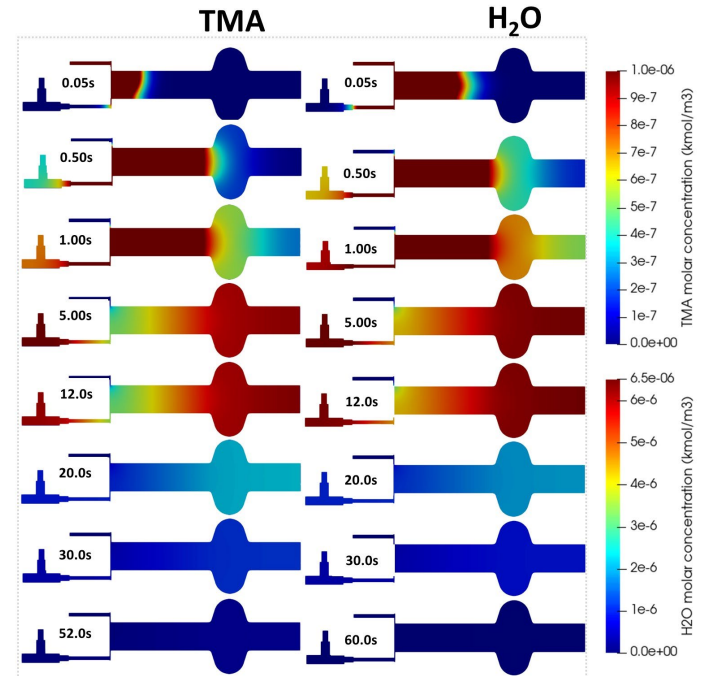 TMA H₂O
0.05s 0.05s
0.50s 0.50s
1.00s 1.00s
5.00s 5.00s
12.0s 12.0s
20.0s 20.0s
30.0s 30.0s
52.0s 60.0s
1.0e-06
9e-7
8e-7
7e-7
6e-7
5e-7
4e-7
3e-7
2e-7
1e-7
0.0e+00
TMA molar concentration (kmol/m3)
6.5e-06
6e-6
5e-6
4e-6
3e-6
2e-6
1e-6
0.0e+00
H2O molar concentration (kmol/m3)